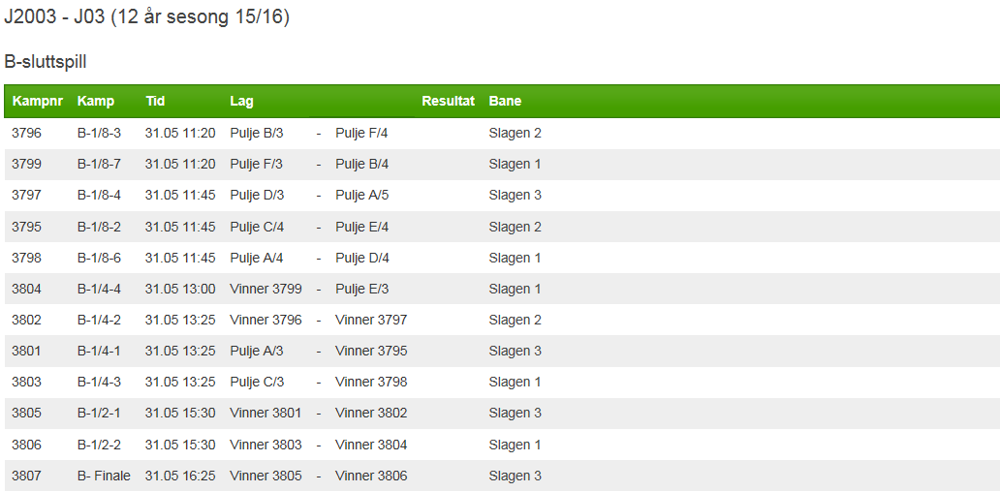 J2003 - J03 (12 år sesong 15/16)
B-sluttspill
Kampnr Kamp Tid Lag Resultat Bane
3796 B-1/8-3 31.05 11:20 Pulje B/3 - Pulje F/4 Slagen 2
3799 B-1/8-7 31.05 11:20 Pulje F/3 - Pulje B/4 Slagen 1
3797 B-1/8-4 31.05 11:45 Pulje D/3 - Pulje A/5 Slagen 3
3795 B-1/8-2 31.05 11:45 Pulje C/4 - Pulje E/4 Slagen 2
3798 B-1/8-6 31.05 11:45 Pulje A/4 - Pulje D/4 Slagen 1
3804 B-1/4-4 31.05 13:00 Vinner 3799 - Pulje E/3 Slagen 1
3802 B-1/4-2 31.05 13:25 Vinner 3796 - Vinner 3797 Slagen 2
3801 B-1/4-1 31.05 13:25 Pulje A/3 - Vinner 3795 Slagen 3
3803 B-1/4-3 31.05 13:25 Pulje C/3 - Vinner 3798 Slagen 1
3805 B-1/2-1 31.05 15:30 Vinner 3801 - Vinner 3802 Slagen 3
3806 B-1/2-2 31.05 15:30 Vinner 3803 - Vinner 3804 Slagen 1
3807 B- Finale 31.05 16:25 Vinner 3805 - Vinner 3806 Slagen 3